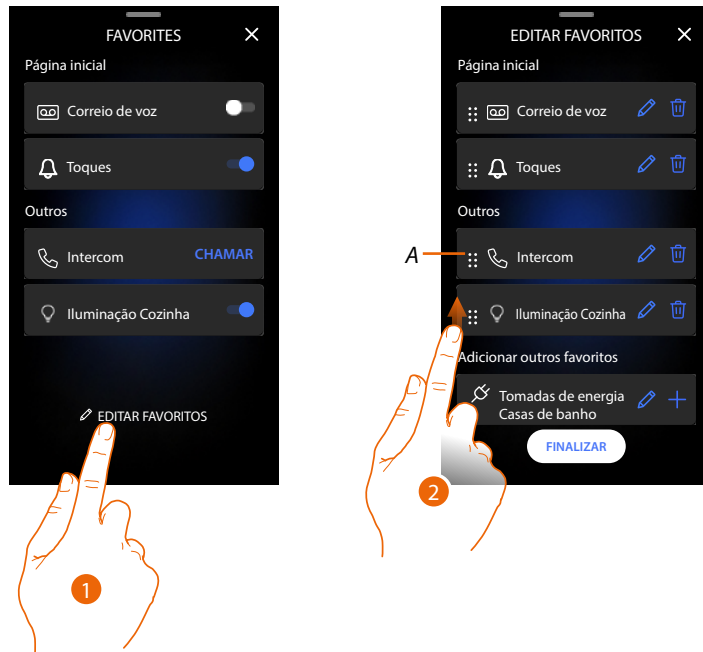 FAVORITES
Página inicial
Correio de voz
Toques
Outros
Intercom
CHAMAR
Iluminação Cozinha
EDITAR FAVORITOS
1
EDITAR FAVORITOS
Página inicial
Correio de voz
Toques
Outros
A
Intercom
Iluminação Cozinha
Adicionar outros favoritos
Tomadas de energia
Casas de banho
FINALIZAR
2